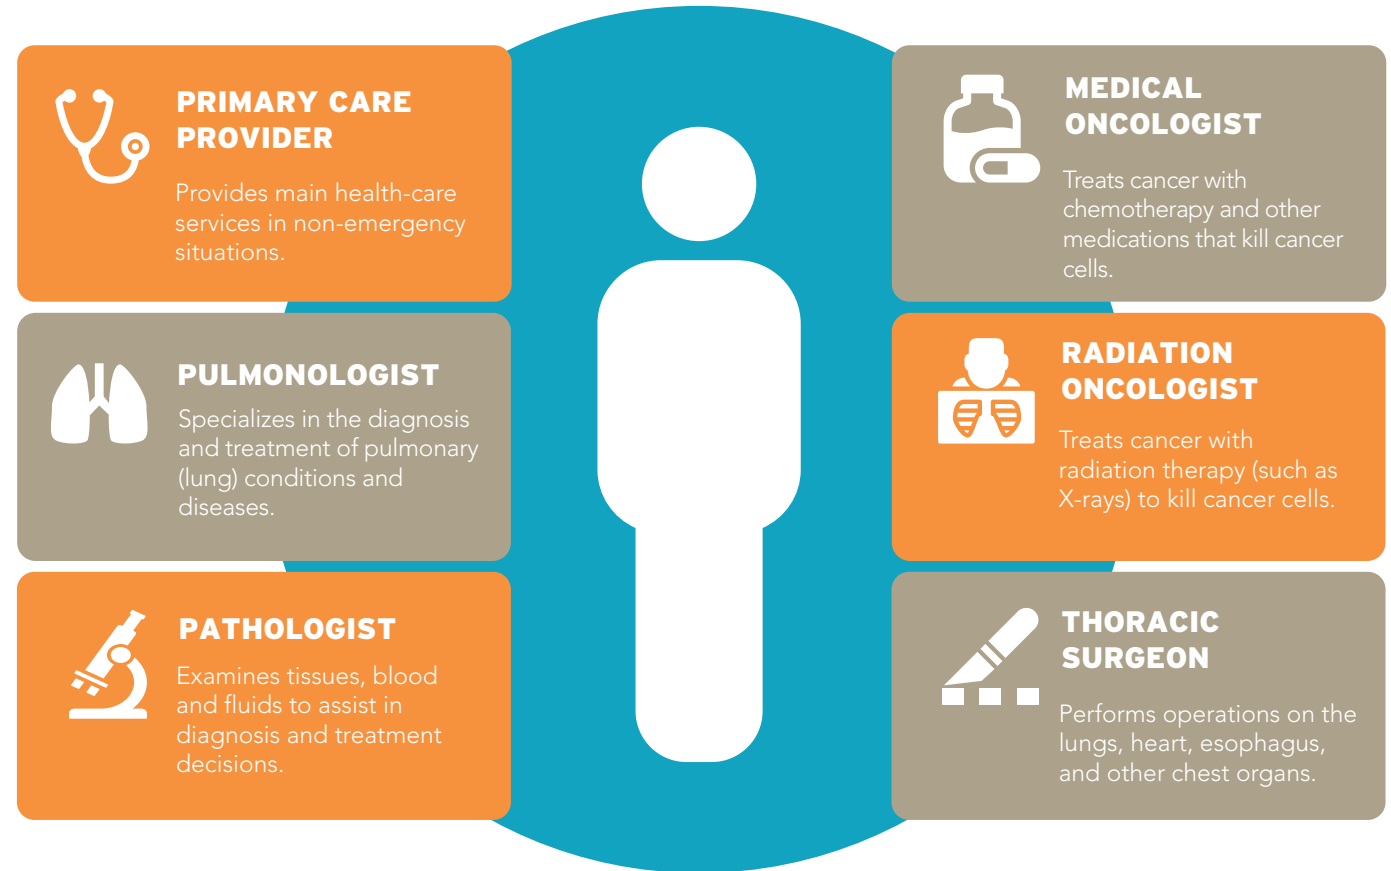 PRIMARY CARE
PROVIDER
Provides main health-care
services in non-emergency
situations.
PULMONOLOGIST
Specializes in the diagnosis
and treatment of pulmonary
(lung) conditions and
diseases.
PATHOLOGIST
Examines tissues, blood
and fluids to assist in
diagnosis and treatment
decisions.
MEDICAL
ONCOLOGIST
Treats cancer with
chemotherapy and other
medications that kill cancer
cells.
RADIATION
ONCOLOGIST
Treats cancer with
radiation therapy (such as
X-rays) to kill cancer cells.
THORACIC
SURGEON
Performs operations on the
lungs, heart, esophagus,
and other chest organs.